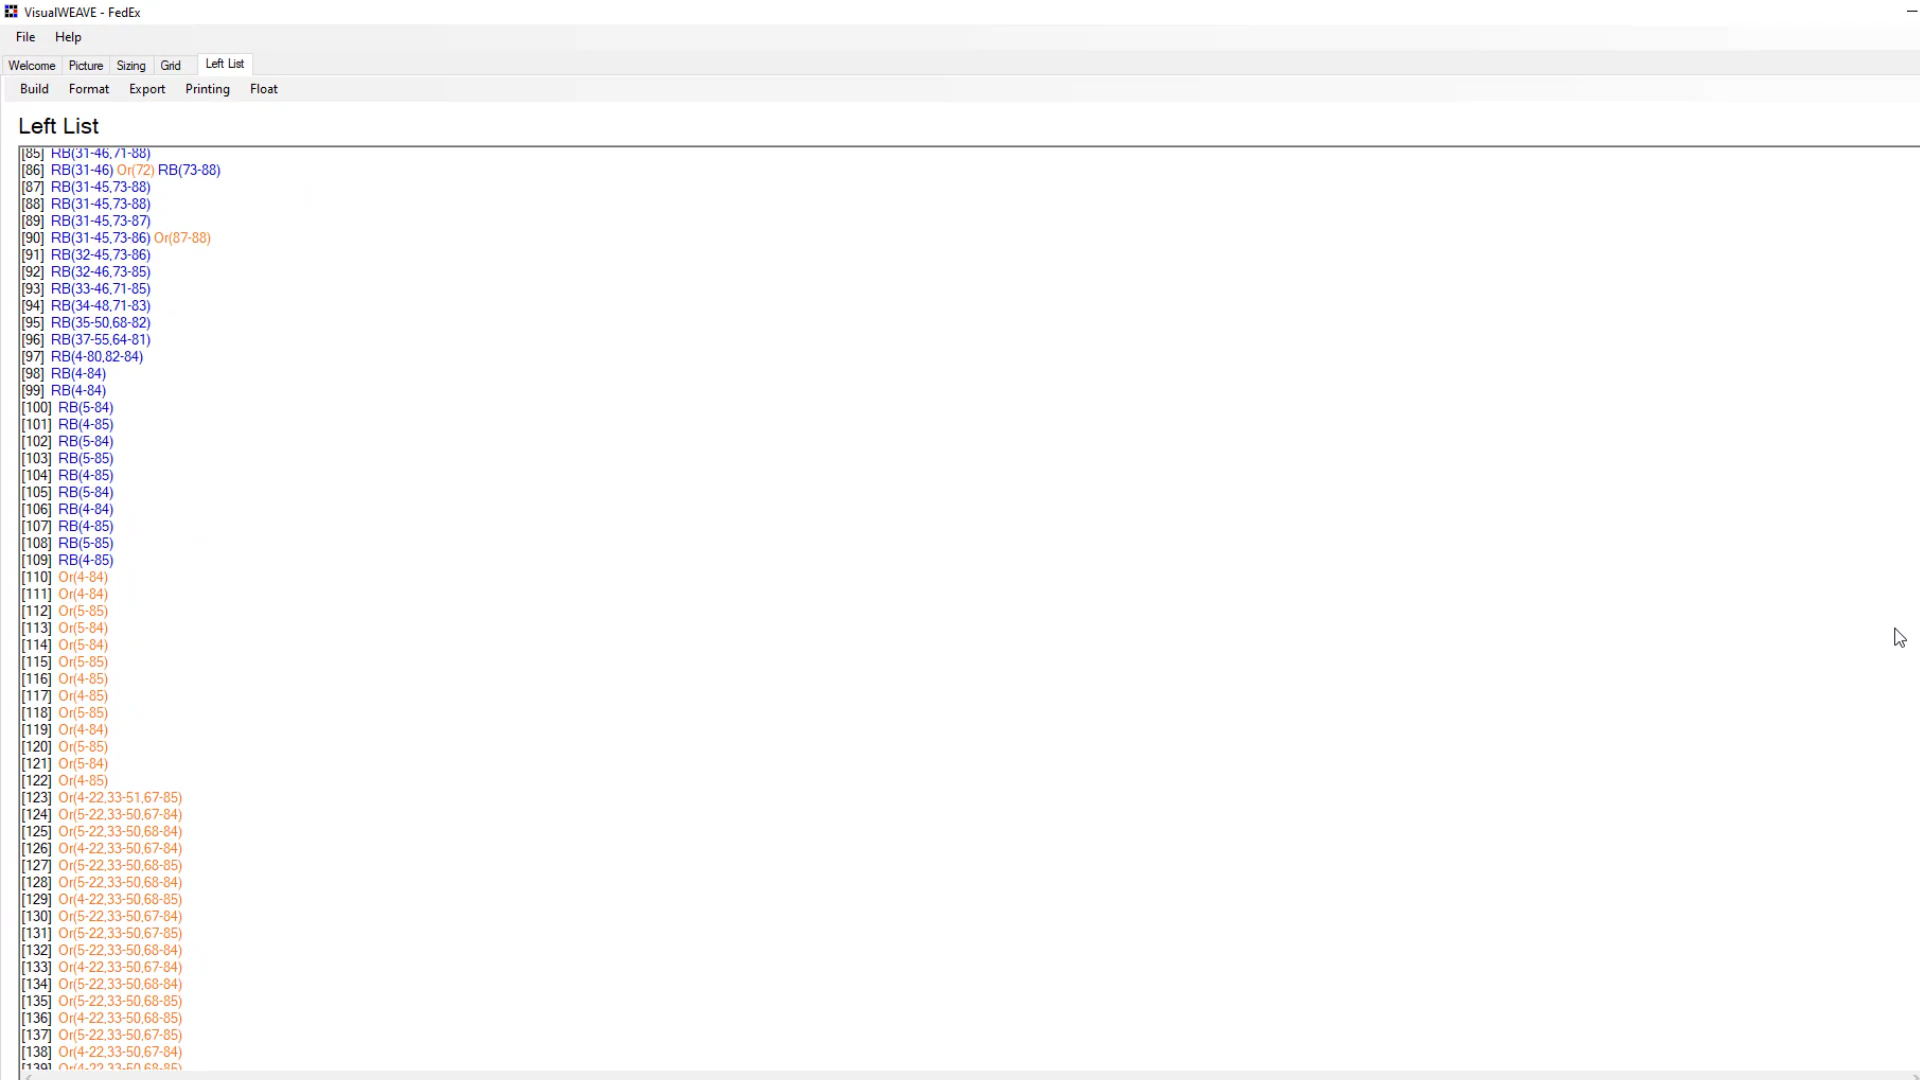 VisualWEAVE - FedEx
File Help
Welcome Picture Sizing Grid Left List
Build Format Export Printing Float
Left List
[85] RB(31-46,71-88)
[86] RB(31-46) Or(72) RB(73-88)
[87] RB(31-45,73-88)
[88] RB(31-45,73-88)
[89] RB(31-45,73-87)
[90] RB(31-45,73-86) Or(87-88)
[91] RB(32-45,73-86)
[92] RB(32-46,73-85)
[93] RB(33-46,71-85)
[94] RB(34-48,71-83)
[95] RB(35-50,68-82)
[96] RB(37-55,64-81)
[97] RB(4-80,82-84)
[98] RB(4-84)
[99] RB(4-84)
[100] RB(5-84)
[101] RB(4-85)
[102] RB(5-84)
[103] RB(5-85)
[104] RB(4-85)
[105] RB(5-84)
[106] RB(4-84)
[107] RB(4-85)
[108] RB(5-85)
[109] RB(4-85)
[110] Or(4-84)
[111] Or(4-84)
[112] Or(5-85)
[113] Or(5-84)
[114] Or(5-84)
[115] Or(5-85)
[116] Or(4-85)
[117] Or(4-85)
[118] Or(5-85)
[119] Or(4-84)
[120] Or(5-85)
[121] Or(5-84)
[122] Or(4-85)
[123] Or(4-22,33-51,67-85)
[124] Or(5-22,33-50,67-84)
[125] Or(5-22,33-50,68-84)
[126] Or(4-22,33-50,67-84)
[127] Or(5-22,33-50,68-85)
[128] Or(5-22,33-50,68-84)
[129] Or(4-22,33-50,68-85)
[130] Or(5-22,33-50,67-84)
[131] Or(5-22,33-50,67-85)
[132] Or(5-22,33-50,68-84)
[133] Or(4-22,33-50,67-84)
[134] Or(5-22,33-50,68-84)
[135] Or(5-22,33-50,68-85)
[136] Or(4-22,33-50,68-85)
[137] Or(5-22,33-50,67-85)
[138] Or(4-22,33-50,67-84)
[139] Or(4-22,33-50,68-85)